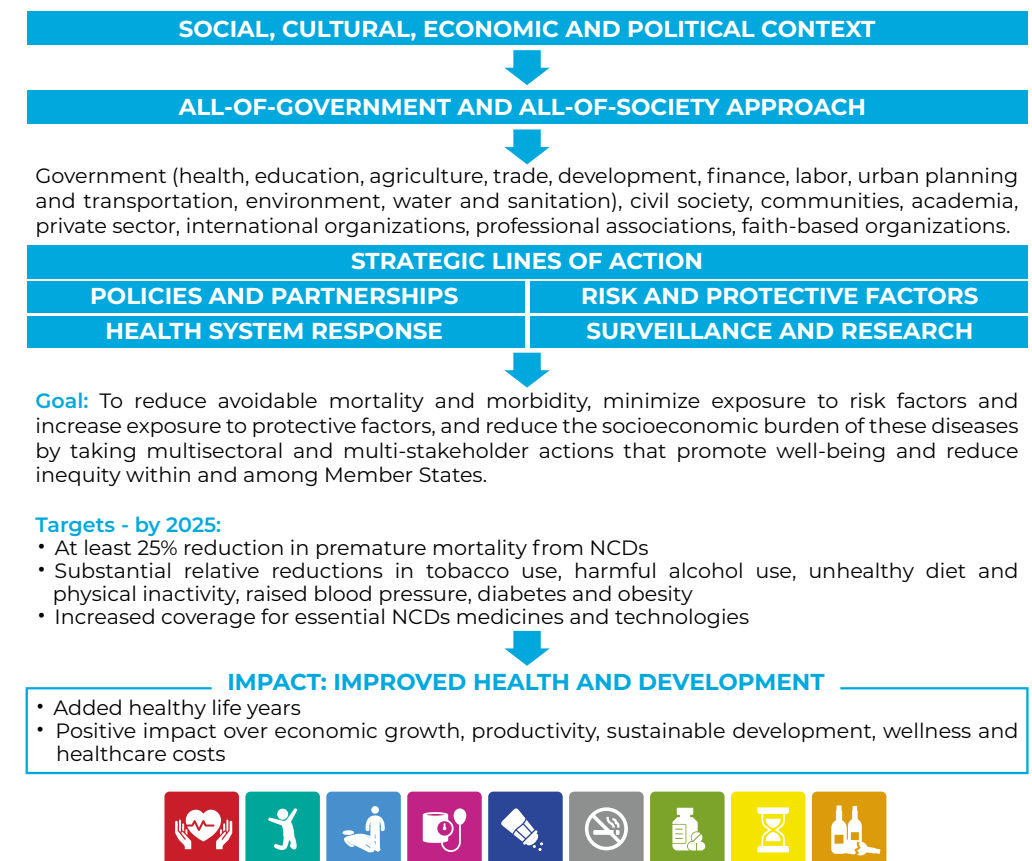 SOCIAL, CULTURAL, ECONOMIC AND POLITICAL CONTEXT
ALL-OF-GOVERNMENT AND ALL-OF-SOCIETY APPROACH
Government (health, education, agriculture, trade, development, finance, labor, urban planning
and transportation, environment, water and sanitation), civil society, communities, academia,
private sector, international organizations, professional associations, faith-based organizations.
STRATEGIC LINES OF ACTION
POLICIES AND PARTNERSHIPS
RISK AND PROTECTIVE FACTORS
HEALTH SYSTEM RESPONSE
SURVEILLANCE AND RESEARCH
Goal: To reduce avoidable mortality and morbidity, minimize exposure to risk factors and
increase exposure to protective factors, and reduce the socioeconomic burden of these diseases
by taking multisectoral and multi-stakeholder actions that promote well-being and reduce
inequity within and among Member States.
Targets - by 2025:
• At least 25% reduction in premature mortality from NCDs
• Substantial relative reductions in tobacco use, harmful alcohol use, unhealthy diet and
physical inactivity, raised blood pressure, diabetes and obesity
• Increased coverage for essential NCDs medicines and technologies
IMPACT: IMPROVED HEALTH AND DEVELOPMENT
• Added healthy life years
• Positive impact over economic growth, productivity, sustainable development, wellness and
healthcare costs